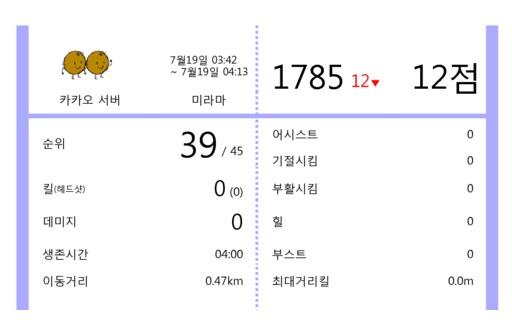 7월19일 03:42
~ 7월19일 04:13
카카오 서버
미라마
1785 12▼
12점
순위 39 / 45
킬(헤드샷) 0 (0)
데미지 0
생존시간 04:00
이동거리 0.47km
어시스트 0
기절시킴 0
부활시킴 0
힐 0
부스트 0
최대거리킬 0.0m